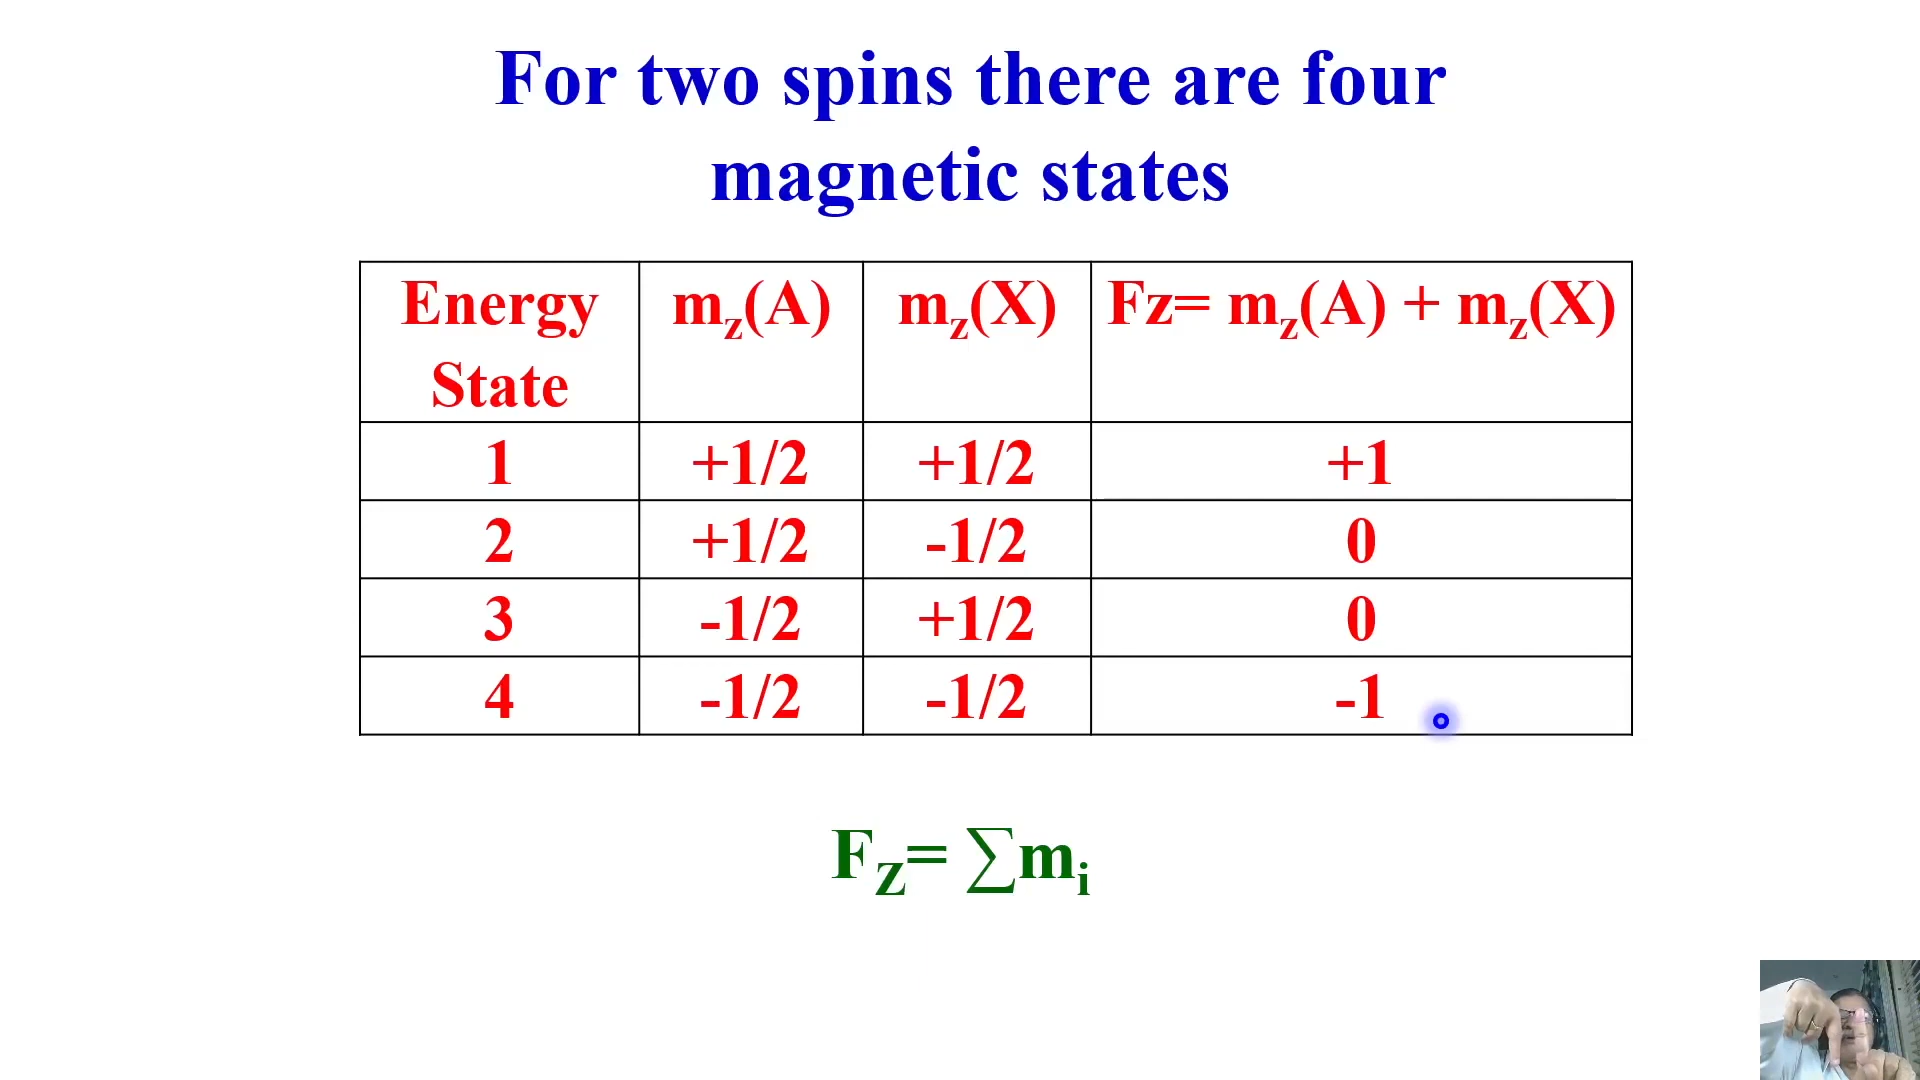 For two spins there are four
magnetic states
Energy State | m_z(A) | m_z(X) | Fz= m_z(A) + m_z(X)
1 | +1/2 | +1/2 | +1
2 | +1/2 | -1/2 | 0
3 | -1/2 | +1/2 | 0
4 | -1/2 | -1/2 | -1
F_Z= ∑m_i